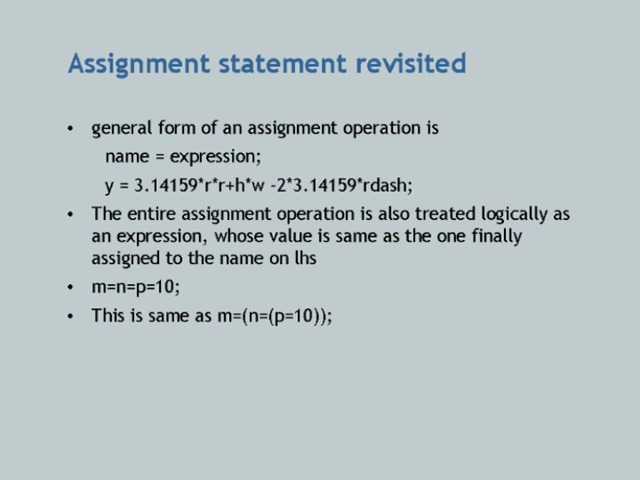 Assignment statement revisited
• general form of an assignment operation is
name = expression;
y = 3.14159*r*r+h*w -2*3.14159*rdash;
• The entire assignment operation is also treated logically as
an expression, whose value is same as the one finally
assigned to the name on lhs
• m=n=p=10;
• This is same as m=(n=(p=10));